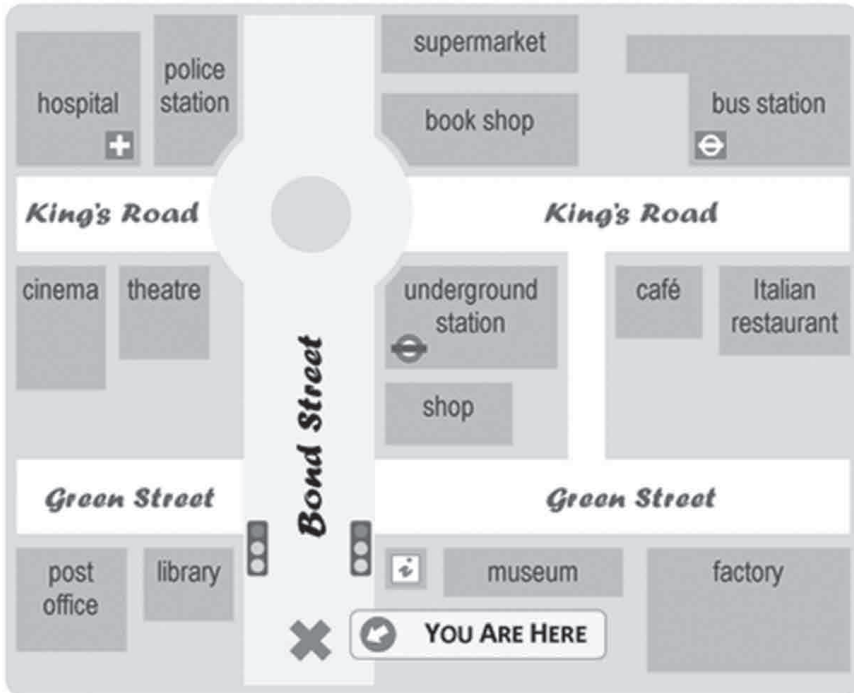 hospital
police
station
supermarket
book shop
bus station
King's Road
King's Road
cinema
theatre
underground
station
café
Italian
restaurant
shop
Bond Street
Green Street
Green Street
post
office
library
i
museum
factory
YOU ARE HERE